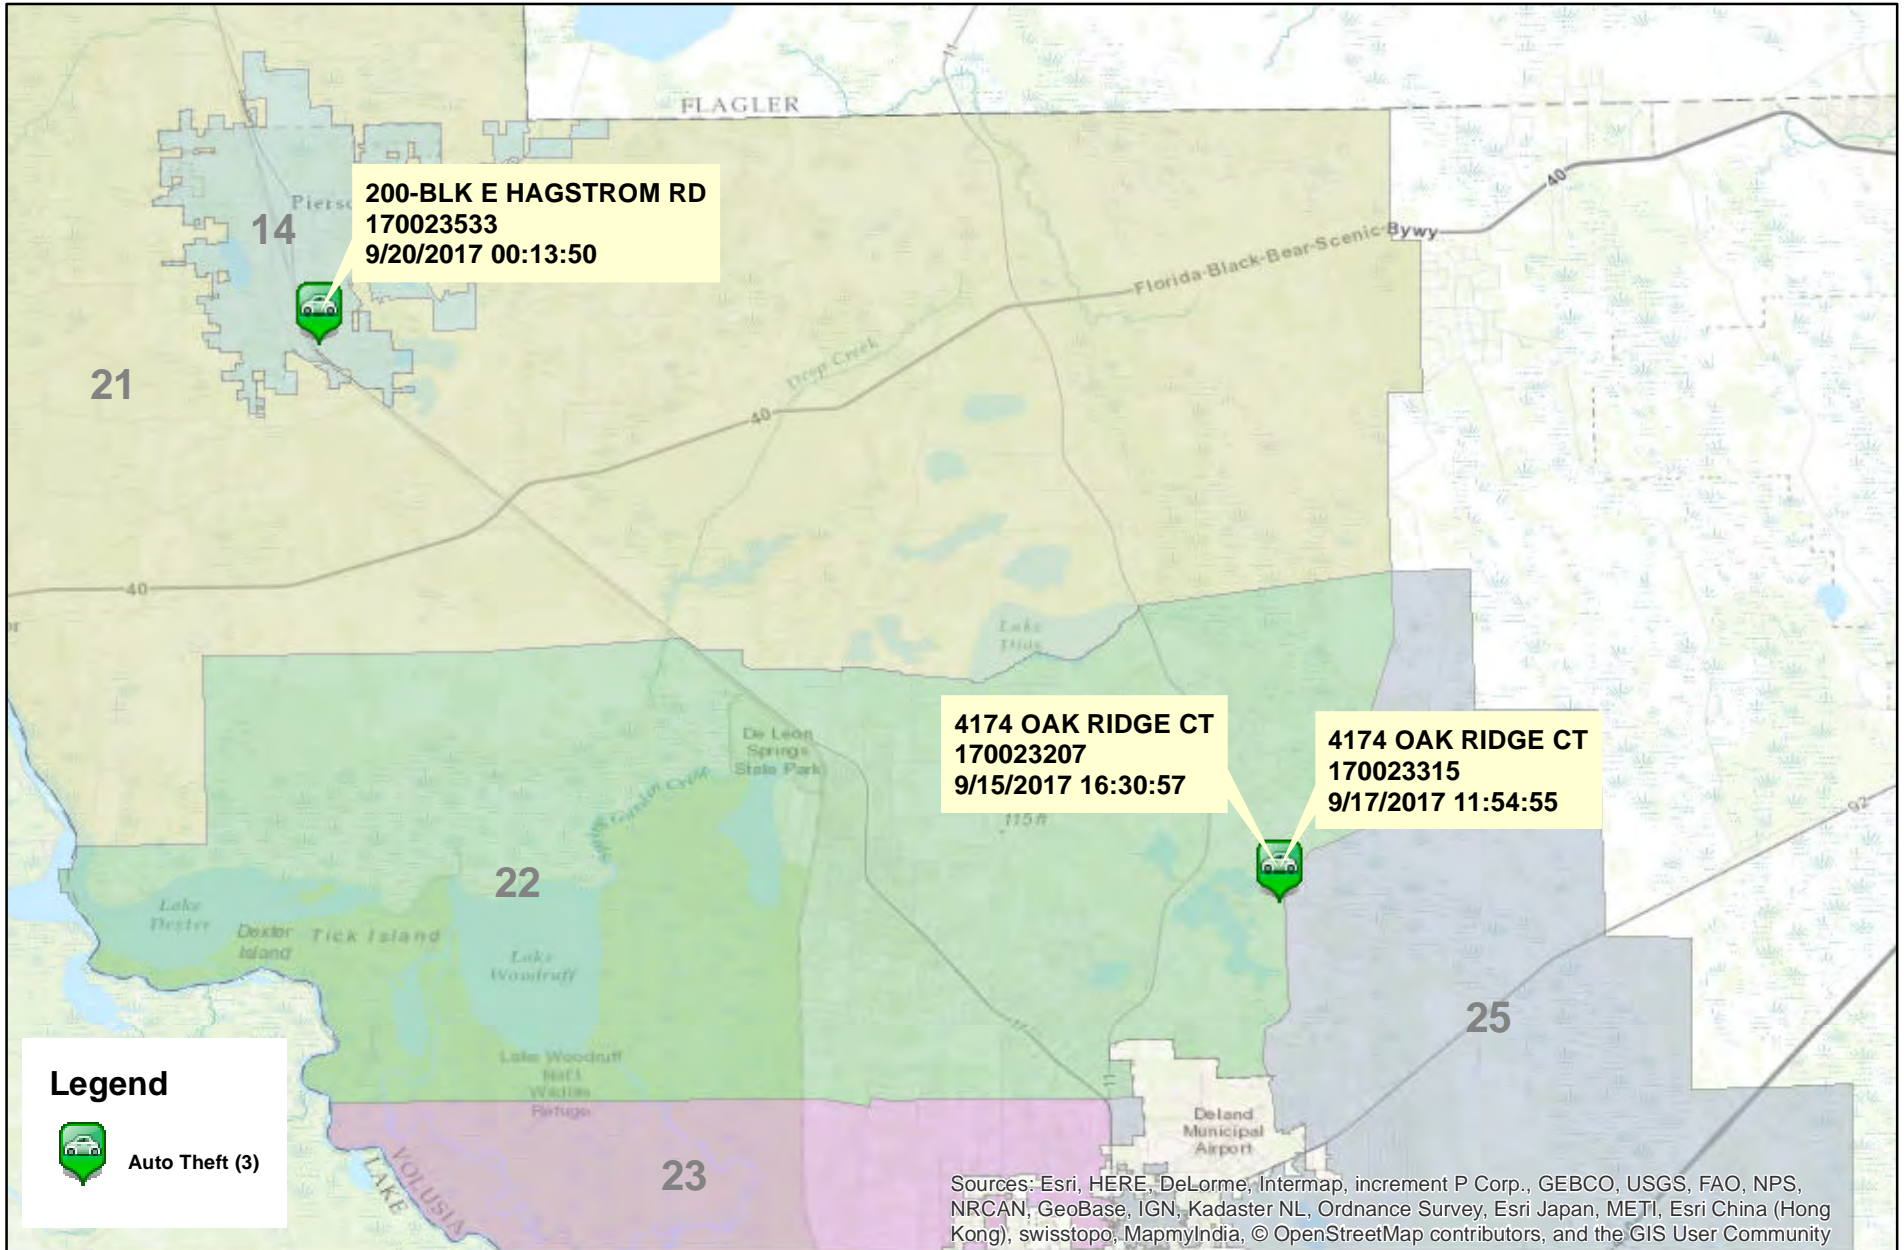 FLAGLER
11
200-BLK E HAGSTROM RD
170023533
9/20/2017 00:13:50
14
40
Florida-Black-Bear-Scenic-Bywy
21
Deep Creek
40
40
Lake
4174 OAK RIDGE CT
170023207
9/15/2017 16:30:57
4174 OAK RIDGE CT
170023315
9/17/2017 11:54:55
De Leon
Springs
State Park
115 ft
92
22
Lake
Dexter
Dexter
Island
Tick Island
Lake
Woodruff
25
11
11
Lake Woodruff
Nat'l
Wildlife
Refuge
Deland
Municipal
Airport
Legend
Auto Theft (3)
VOLUSIA
LAKE
23
Sources: Esri, HERE, DeLorme, Intermap, increment P Corp., GEBCO, USGS, FAO, NPS,
NRCAN, GeoBase, IGN, Kadaster NL, Ordnance Survey, Esri Japan, METI, Esri China (Hong
Kong), swisstopo, MapmyIndia, © OpenStreetMap contributors, and the GIS User Community